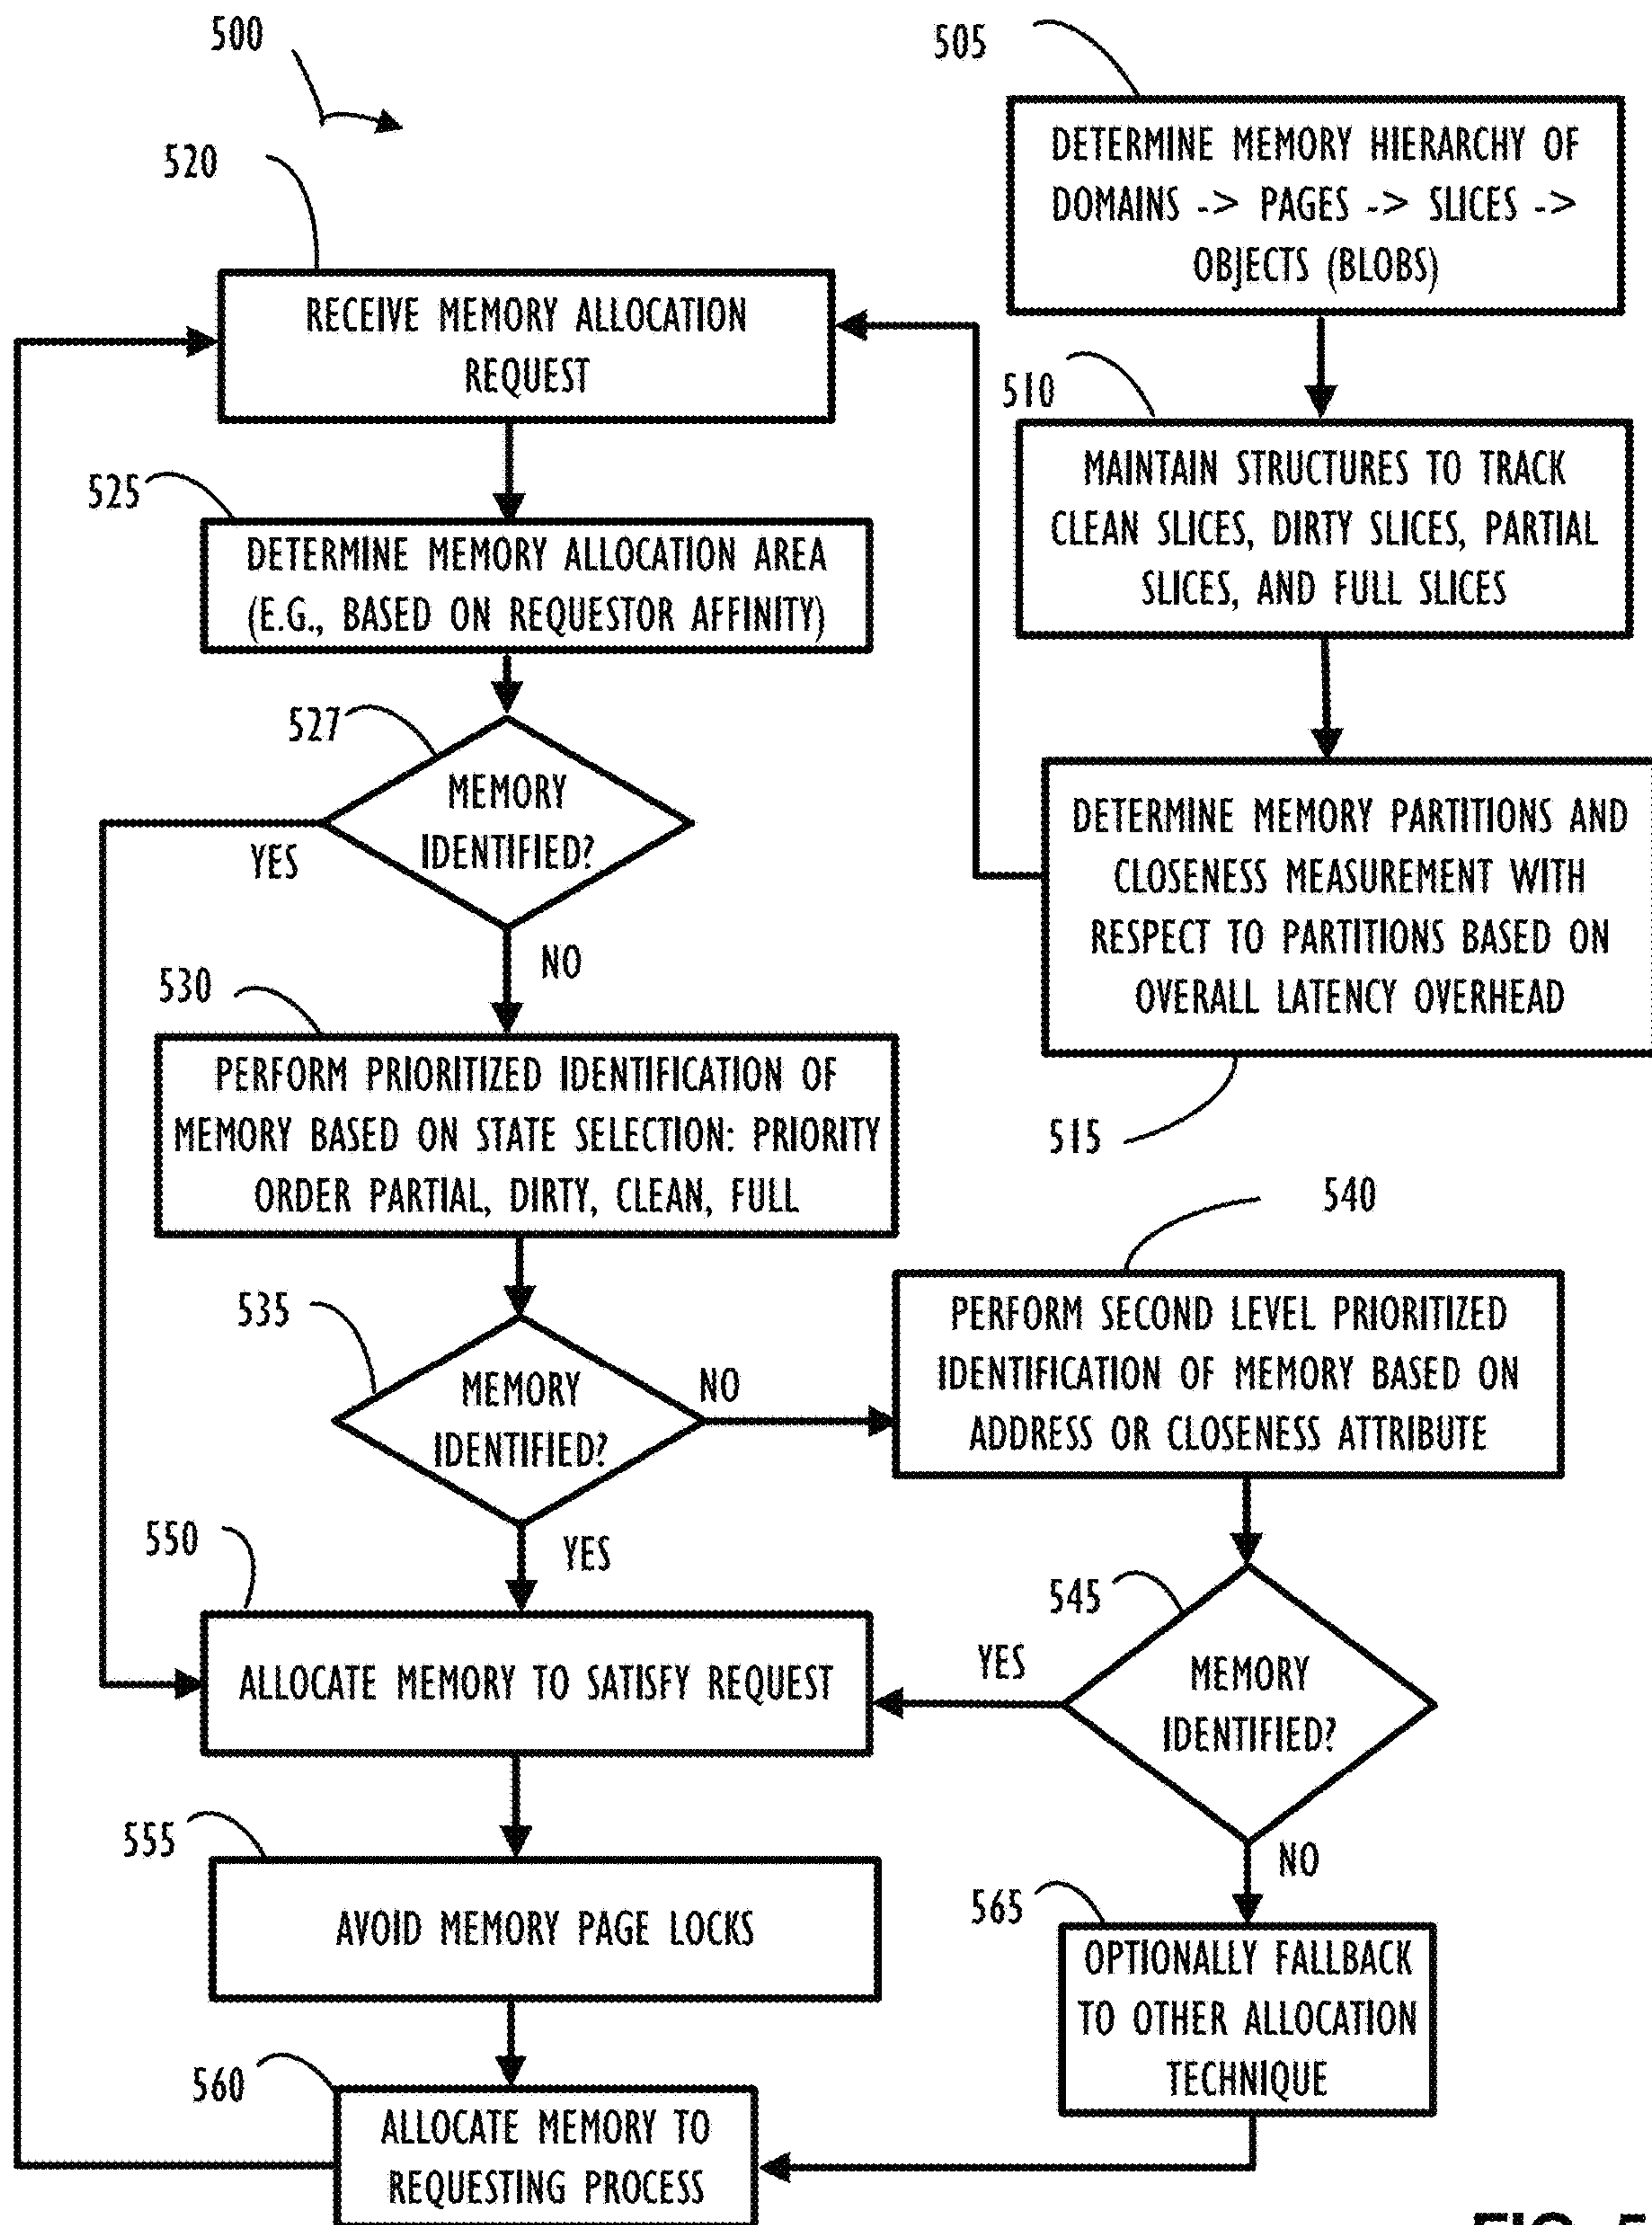 500
505
DETERMINE MEMORY HIERARCHY OF
DOMAINS -> PAGES -> SLICES ->
OBJECTS (BLOBS)
520
RECEIVE MEMORY ALLOCATION
REQUEST
510
MAINTAIN STRUCTURES TO TRACK
CLEAN SLICES, DIRTY SLICES, PARTIAL
SLICES, AND FULL SLICES
525
DETERMINE MEMORY ALLOCATION AREA
(E.G., BASED ON REQUESTOR AFFINITY)
527
MEMORY
IDENTIFIED?
YES
NO
DETERMINE MEMORY PARTITIONS AND
CLOSENESS MEASUREMENT WITH
RESPECT TO PARTITIONS BASED ON
OVERALL LATENCY OVERHEAD
515
530
PERFORM PRIORITIZED IDENTIFICATION OF
MEMORY BASED ON STATE SELECTION: PRIORITY
ORDER PARTIAL, DIRTY, CLEAN, FULL
535
MEMORY
IDENTIFIED?
NO
YES
540
PERFORM SECOND LEVEL PRIORITIZED
IDENTIFICATION OF MEMORY BASED ON
ADDRESS OR CLOSENESS ATTRIBUTE
545
MEMORY
IDENTIFIED?
YES
NO
550
ALLOCATE MEMORY TO SATISFY REQUEST
555
AVOID MEMORY PAGE LOCKS
565
OPTIONALLY FALLBACK
TO OTHER ALLOCATION
TECHNIQUE
560
ALLOCATE MEMORY TO
REQUESTING PROCESS
FIG. 5